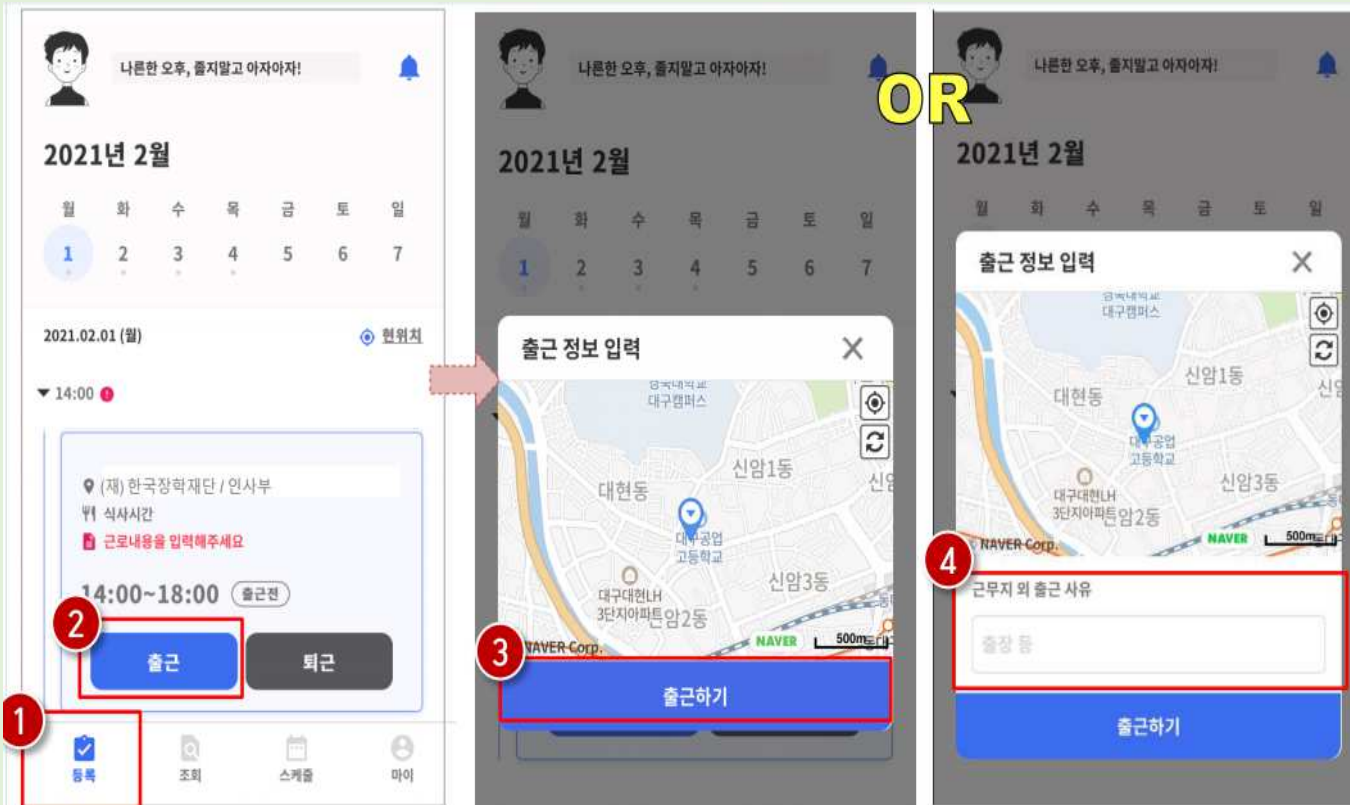 나른한 오후, 졸지말고 아자아자!
2021년 2월
월 화 수 목 금 토 일
1 2 3 4 5 6 7
2021.02.01 (월)
현위치
14:00
(재) 한국장학재단 / 인사부
식사시간
근로내용을 입력해주세요
14:00~18:00 출근전
2
출근 퇴근
1
등록 조회 스케줄 마이
나른한 오후, 졸지말고 아자아자!
2021년 2월
월 화 수 목 금 토 일
1 2 3 4 5 6 7
출근 정보 입력
경북대학교
대구캠퍼스
신암1동
대현동
대구공업
고등학교
신암3동
대구대현LH
3단지아파트
신암2동
NAVER Corp.
NAVER
500m
3
출근하기
OR
나른한 오후, 졸지말고 아자아자!
2021년 2월
월 화 수 목 금 토 일
출근 정보 입력
경북대학교
대구캠퍼스
신암1동
대현동
대구공업
고등학교
신암3동
대구대현LH
3단지아파트
신암2동
© NAVER Corp.
NAVER
500m
4
근무지 외 출근 사유
출장 등
출근하기